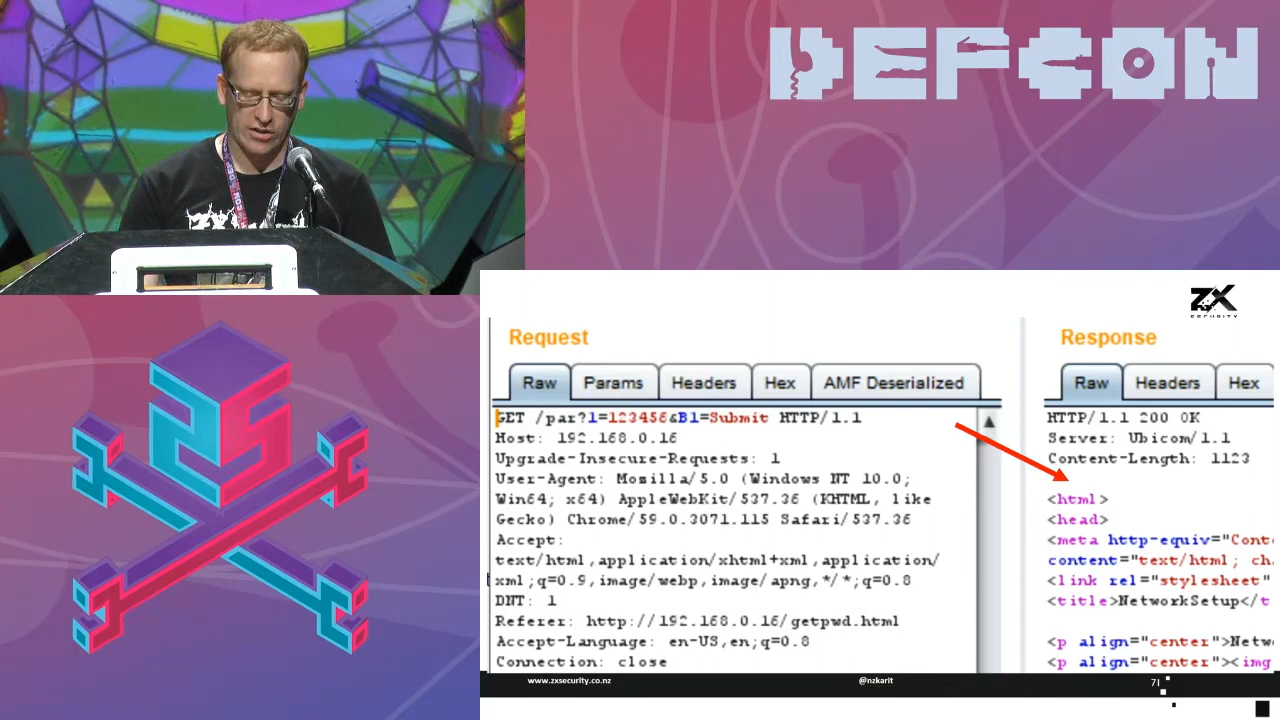 DEFCON
ZX
SECURITY
Request
Response
Raw
Params
Headers
Hex
AMF Deserialized
Raw
Headers
Hex
GET /par?1=123456&B1=Submit HTTP/1.1
Host: 192.168.0.16
Upgrade-Insecure-Requests: 1
User-Agent: Mozilla/5.0 (Windows NT 10.0;
Win64; x64) AppleWebKit/537.36 (KHTML, like
Gecko) Chrome/59.0.3071.115 Safari/537.36
Accept:
text/html,application/xhtml+xml,application/
xml;q=0.9,image/webp,image/apng,*/*;q=0.8
DNT: 1
Referer: http://192.168.0.16/getpwd.html
Accept-Language: en-US,en;q=0.8
Connection: close
HTTP/1.1 200 OK
Server: Ubicom/1.1
Content-Length: 1123
<html>
<head>
<meta http-equiv="Conte
content="text/html; ch
<link rel="stylesheet"
<title>NetworkSetup</t
<p align="center">Netw
<p align="center"><img
www.zxsecurity.co.nz
@nzkarit
71